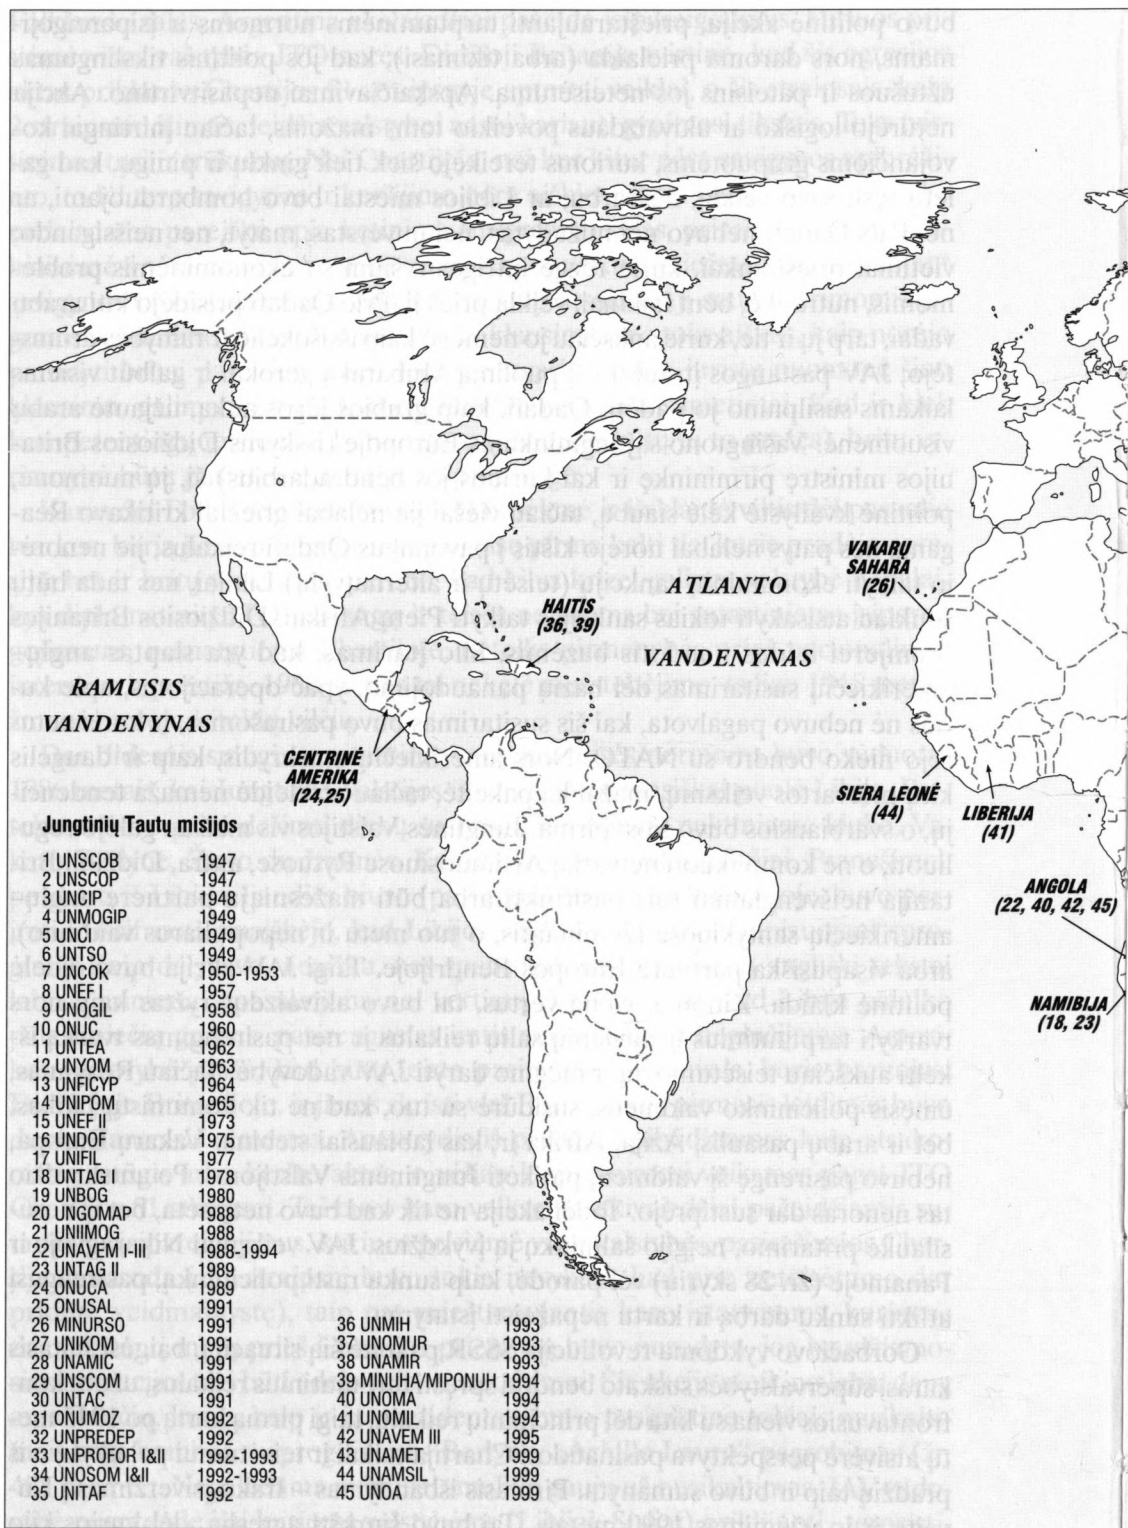 VAKARŲ
SAHARA
(26)
ATLANTO
VANDENYNAS
HAITIS
(36, 39)
RAMUSIS
VANDENYNAS
CENTRINĖ
AMERIKA
(24,25)
SIERA LEONĖ
(44)
LIBERIJA
(41)
ANGOLA
(22, 40, 42, 45)
NAMIBIJA
(18, 23)
Jungtinių Tautų misijos
1 UNSCOB 1947
2 UNSCOP 1947
3 UNCIP 1948
4 UNMOGIP 1949
5 UNCI 1949
6 UNTSO 1949
7 UNCOK 1950-1953
8 UNEF I 1957
9 UNOGIL 1958
10 ONUC 1960
11 UNTEA 1962
12 UNYOM 1963
13 UNFICYP 1964
14 UNIPOM 1965
15 UNEF II 1973
16 UNDOF 1975
17 UNIFIL 1977
18 UNTAG I 1978
19 UNBOG 1980
20 UNGOMAP 1988
21 UNIIMOG 1988
22 UNAVEM I-III 1988-1994
23 UNTAG II 1989
24 ONUCA 1989
25 ONUSAL 1991
26 MINURSO 1991
27 UNIKOM 1991
28 UNAMIC 1991
29 UNSCOM 1991
30 UNTAC 1991
31 ONUMOZ 1992
32 UNPREDEP 1992
33 UNPROFOR I&II 1992-1993
34 UNOSOM I&II 1992-1993
35 UNITAF 1992
36 UNMIH 1993
37 UNOMUR 1993
38 UNAMIR 1993
39 MINUHA/MIPONUH 1994
40 UNOMA 1994
41 UNOMIL 1994
42 UNAVEM III 1995
43 UNAMET 1999
44 UNAMSIL 1999
45 UNOA 1999